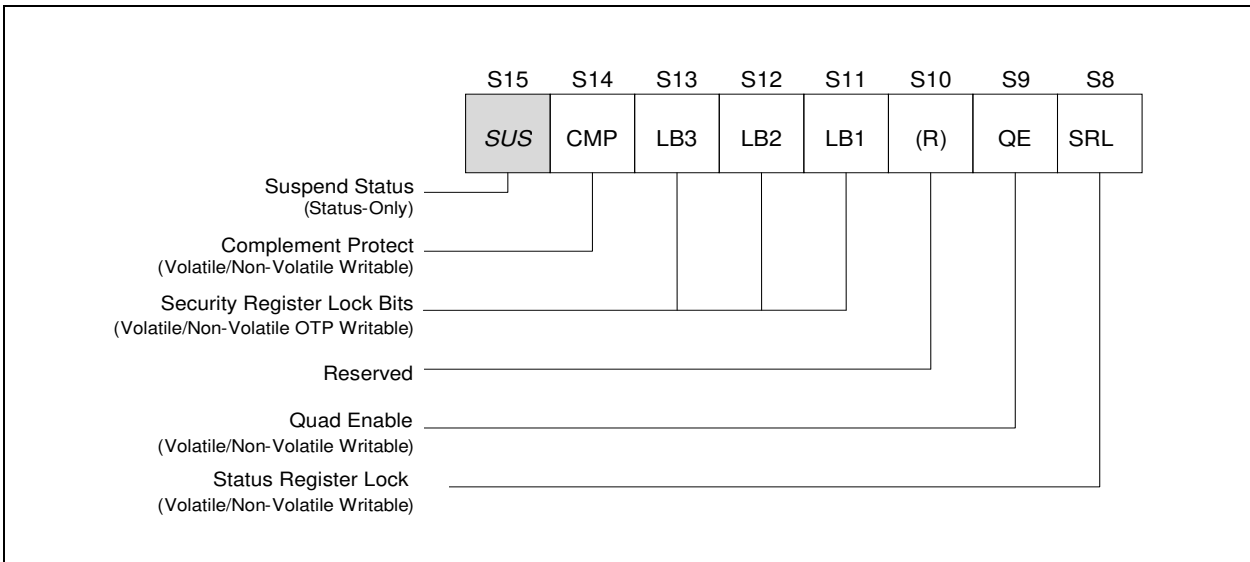 S15 S14 S13 S12 S11 S10 S9 S8
SUS CMP LB3 LB2 LB1 (R) QE SRL
Suspend Status
(Status-Only)
Complement Protect
(Volatile/Non-Volatile Writable)
Security Register Lock Bits
(Volatile/Non-Volatile OTP Writable)
Reserved
Quad Enable
(Volatile/Non-Volatile Writable)
Status Register Lock
(Volatile/Non-Volatile Writable)